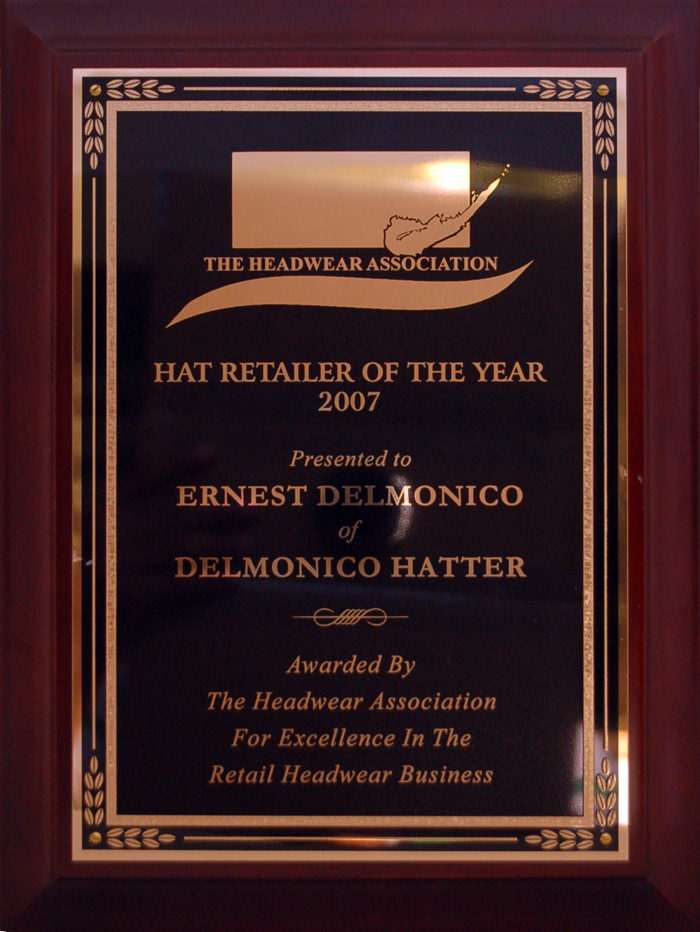 THE HEADWEAR ASSOCIATION
HAT RETAILER OF THE YEAR
2007
Presented to
ERNEST DELMONICO
of
DELMONICO HATTER
Awarded By
The Headwear Association
For Excellence In The
Retail Headwear Business